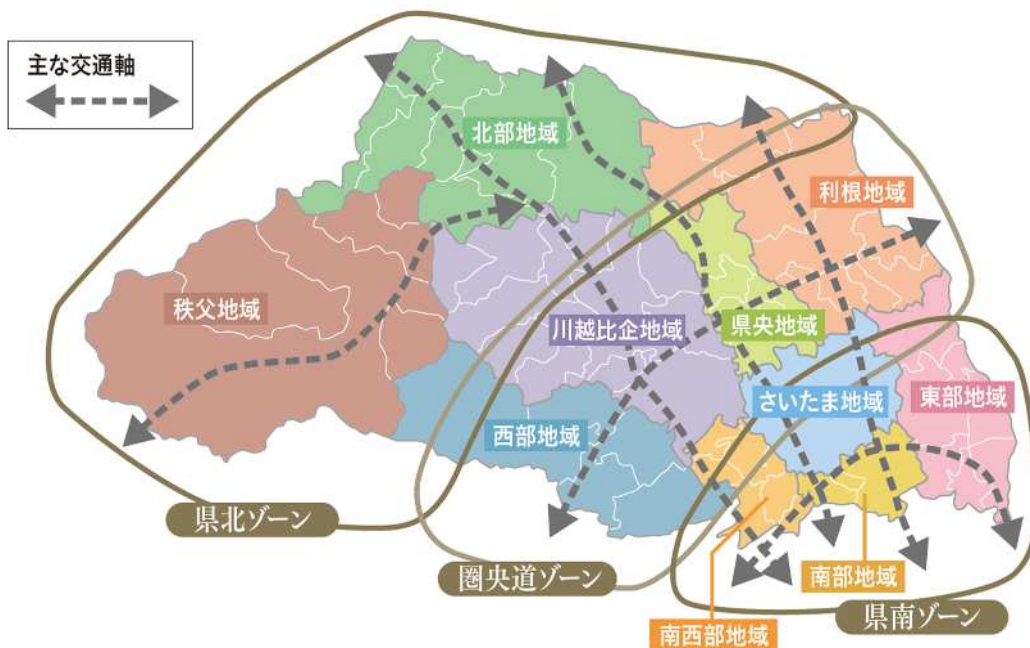 主な交通軸
北部地域
利根地域
秩父地域
川越比企地域
県央地域
さいたま地域
東部地域
西部地域
県北ゾーン
圏央道ゾーン
南部地域
県南ゾーン
南西部地域